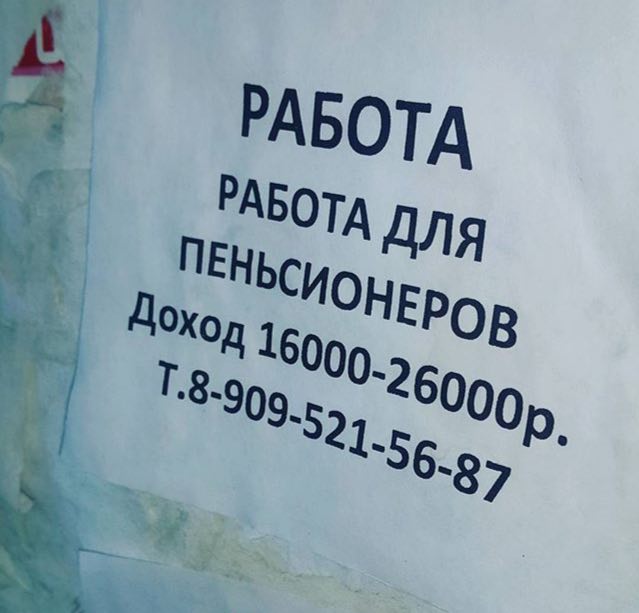 РАБОТА
РАБОТА ДЛЯ
ПЕНЬСИОНЕРОВ
Доход 16000-26000р.
Т.8-909-521-56-87